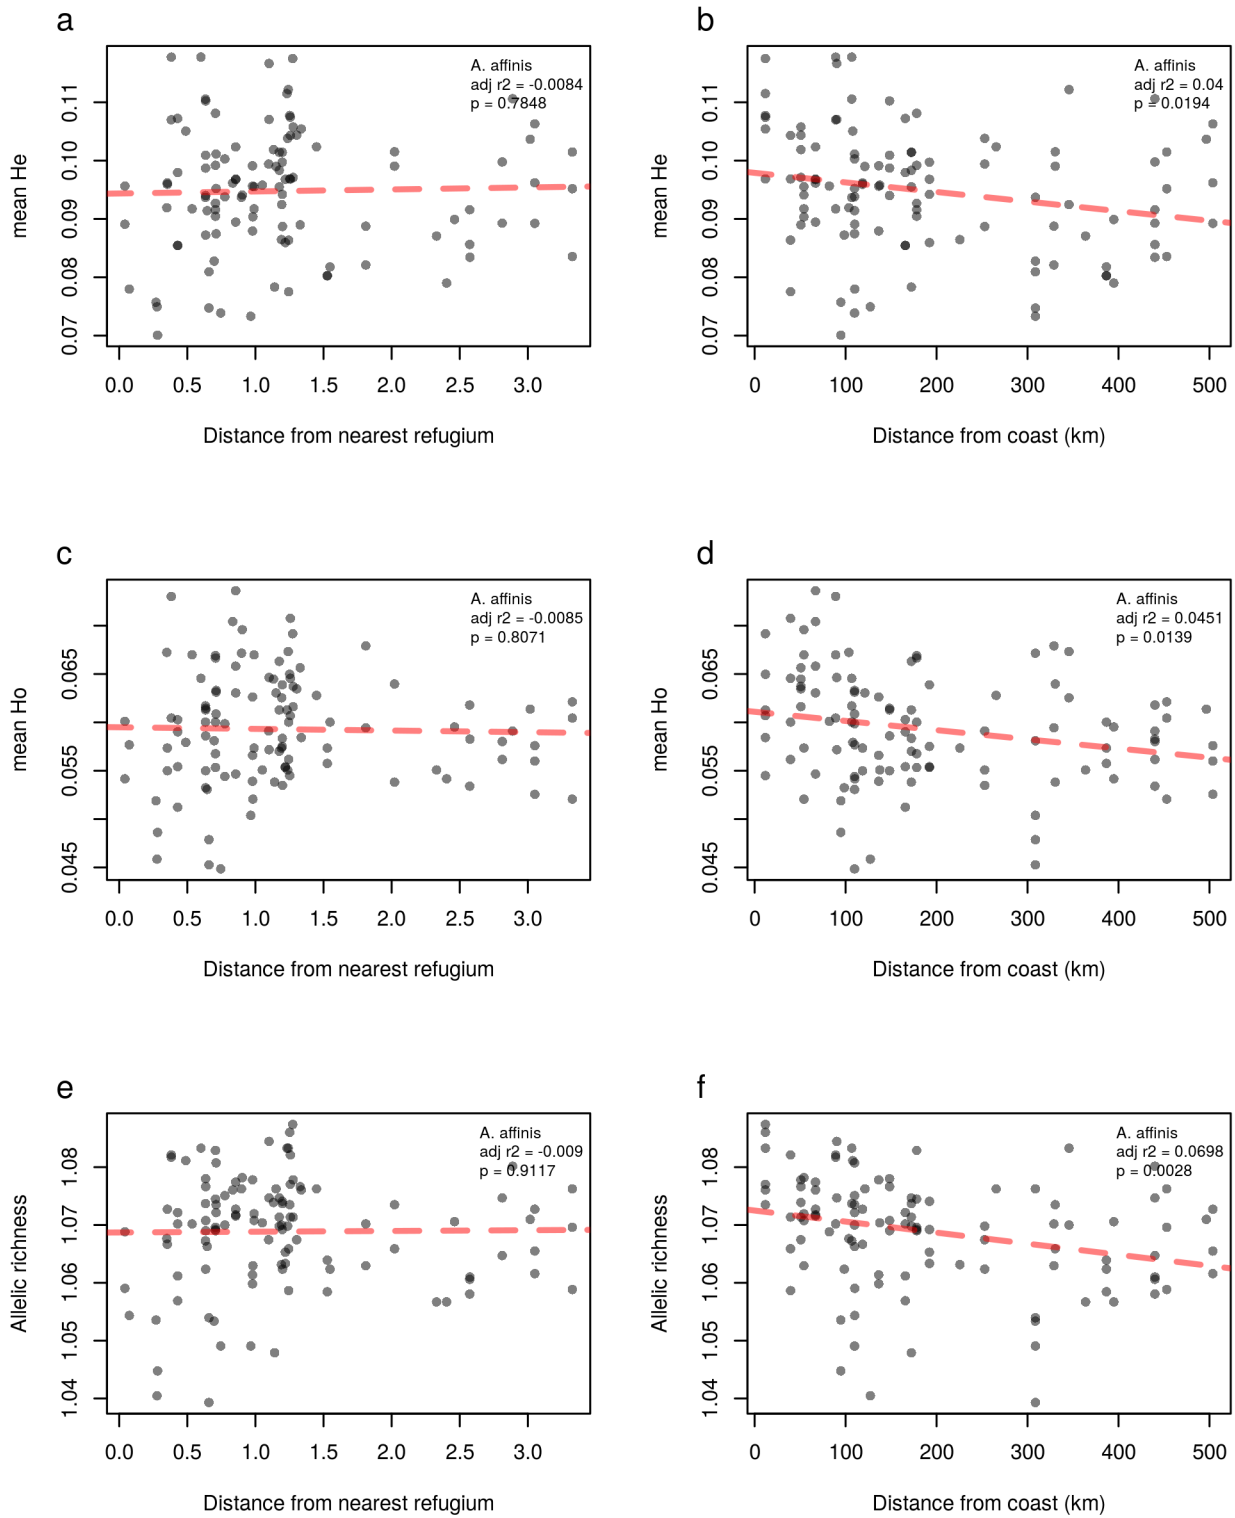 a
A. affinis
adj r2 = -0.0084
p = 0.7848
mean He
0.07 0.08 0.09 0.10 0.11
0.0 0.5 1.0 1.5 2.0 2.5 3.0
Distance from nearest refugium
b
A. affinis
adj r2 = 0.04
p = 0.0194
mean He
0.07 0.08 0.09 0.10 0.11
0 100 200 300 400 500
Distance from coast (km)
c
A. affinis
adj r2 = -0.0085
p = 0.8071
mean Ho
0.045 0.055 0.065
0.0 0.5 1.0 1.5 2.0 2.5 3.0
Distance from nearest refugium
d
A. affinis
adj r2 = 0.0451
p = 0.0139
mean Ho
0.045 0.055 0.065
0 100 200 300 400 500
Distance from coast (km)
e
A. affinis
adj r2 = -0.009
p = 0.9117
Allelic richness
1.04 1.05 1.06 1.07 1.08
0.0 0.5 1.0 1.5 2.0 2.5 3.0
Distance from nearest refugium
f
A. affinis
adj r2 = 0.0698
p = 0.0028
Allelic richness
1.04 1.05 1.06 1.07 1.08
0 100 200 300 400 500
Distance from coast (km)